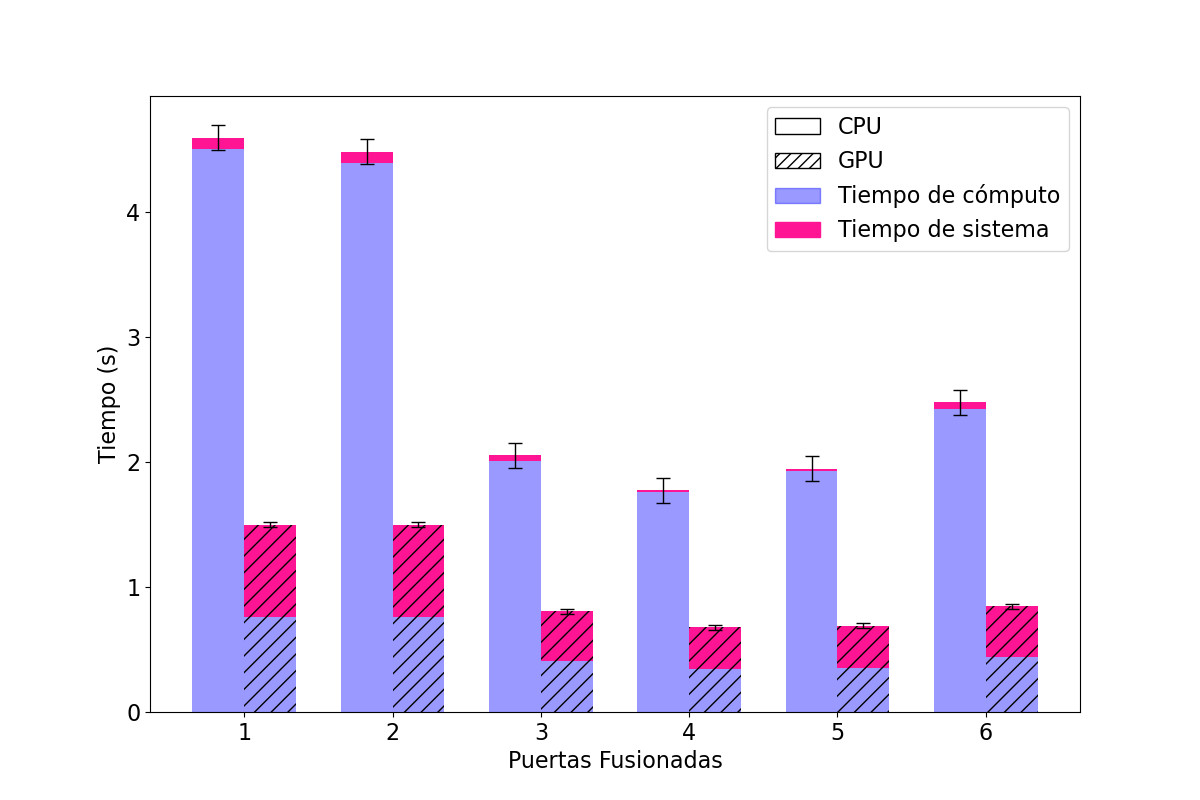 CPU
GPU
Tiempo de cómputo
Tiempo de sistema
Tiempo (s)
4
3
2
1
0
1 2 3 4 5 6
Puertas Fusionadas